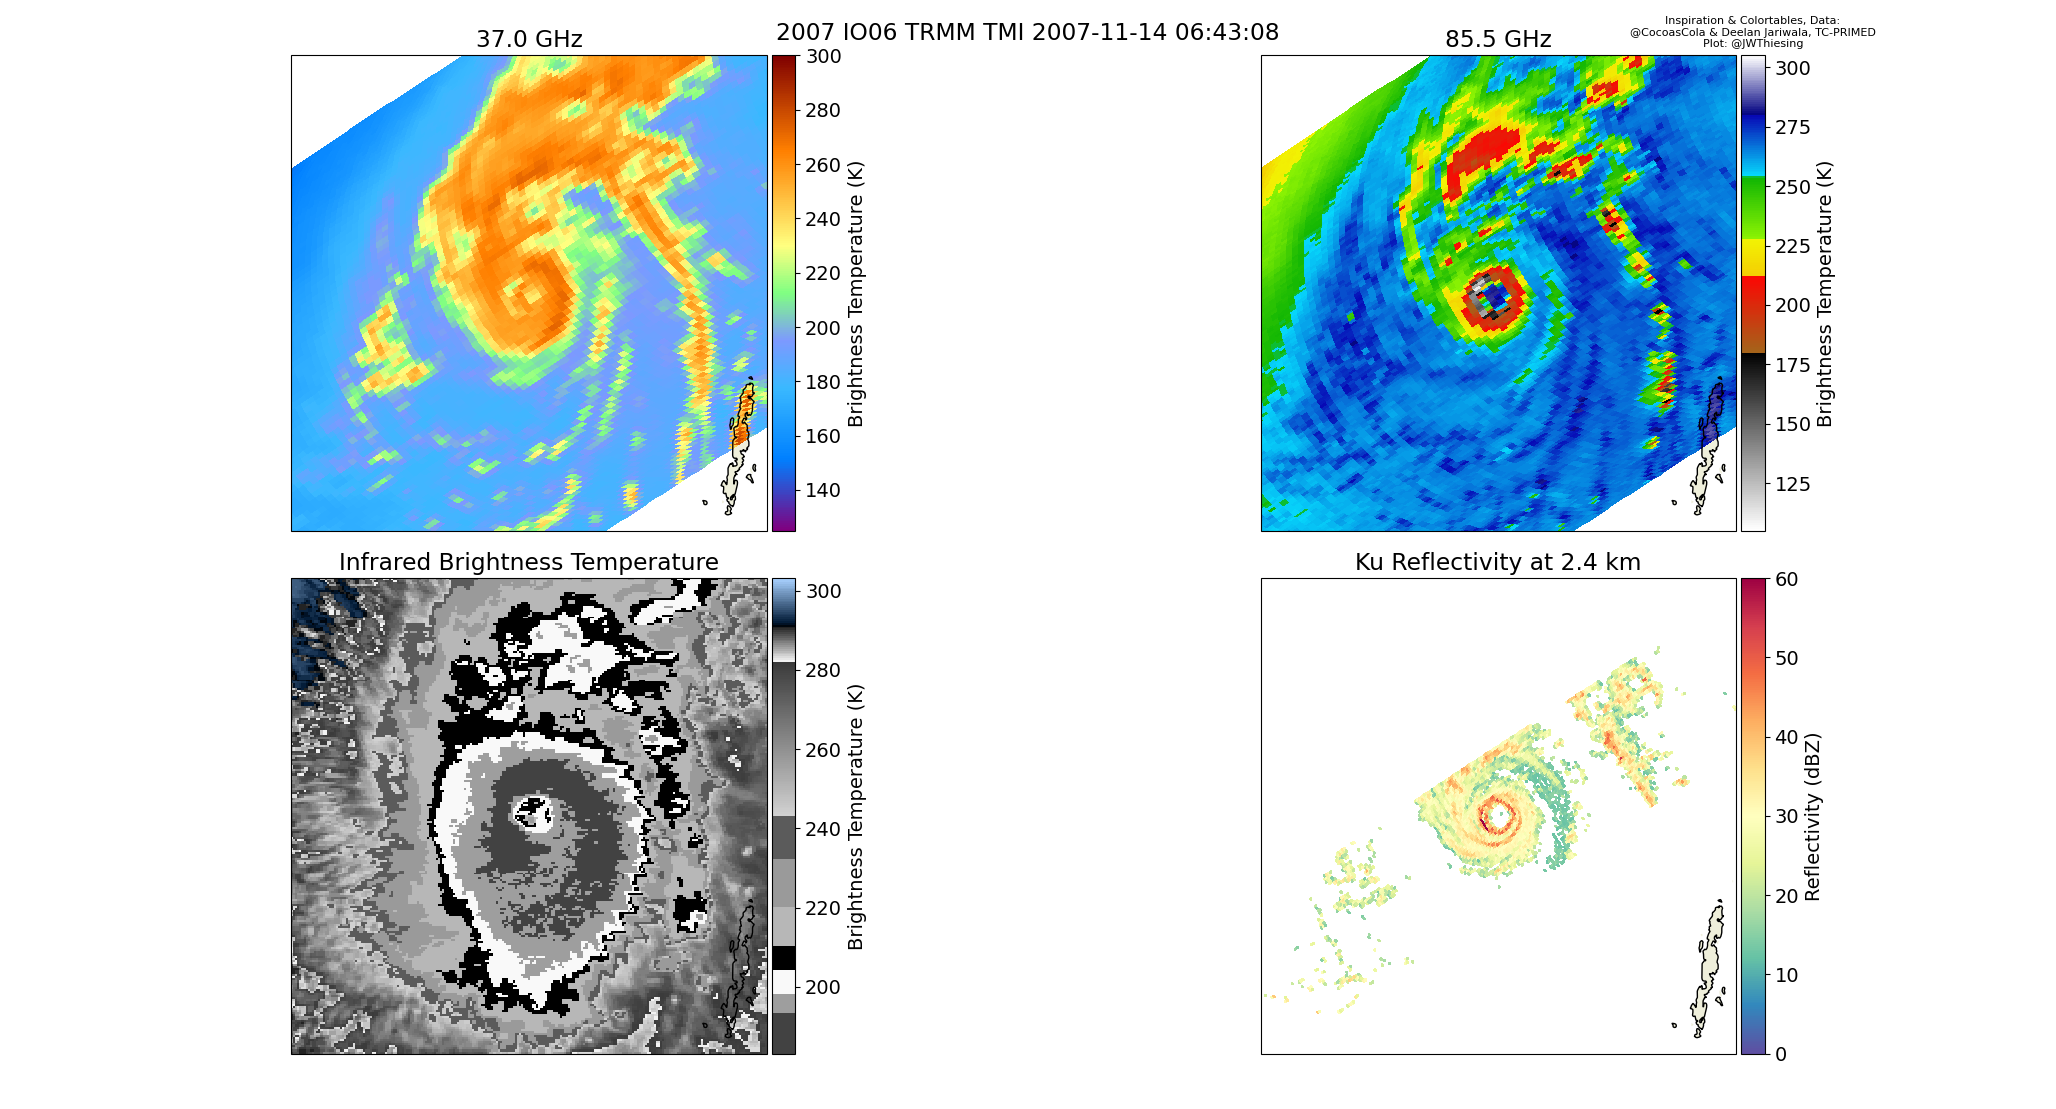 2007 IO06 TRMM TMI 2007-11-14 06:43:08
Inspiration & Colortables, Data:
@CocoasCola & Deelan Jariwala, TC-PRIMED
Plot: @JWThiesing
37.0 GHz
300
280
260
240
220
200
180
160
140
Brightness Temperature (K)
85.5 GHz
300
275
250
225
200
175
150
125
Brightness Temperature (K)
Infrared Brightness Temperature
300
280
260
240
220
200
Brightness Temperature (K)
Ku Reflectivity at 2.4 km
60
50
40
30
20
10
0
Reflectivity (dBZ)